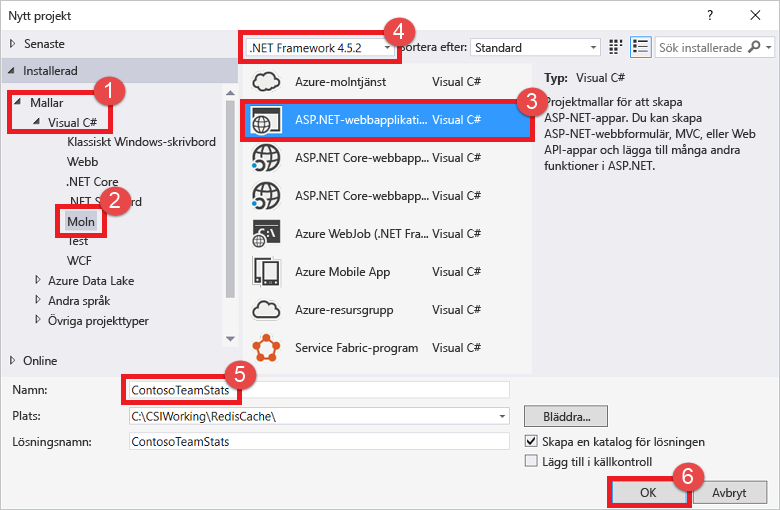 Nytt projekt
?
Senaste
Installerad
1
Mallar
Visual C#
Klassiskt Windows-skrivbord
Webb
.NET Core
2
Moln
Test
WCF
Azure Data Lake
Andra språk
Övriga projekttyper
Online
4
.NET Framework 4.5.2
Sortera efter: Standard
Sök installerade
Azure-molntjänst Visual C#
3
ASP.NET-webbapplikati... Visual C#
ASP.NET Core-webbapp... Visual C#
ASP.NET Core-webbapp... Visual C#
Azure WebJob (.NET Fra... Visual C#
Azure Mobile App Visual C#
Azure-resursgrupp Visual C#
Service Fabric-program Visual C#
Typ: Visual C#
Projektmallar för att skapa
ASP.NET-appar. Du kan skapa
ASP.NET-webbformulär, MVC, eller Web
API-appar och lägga till många andra
funktioner i ASP.NET.
5
Namn: ContosoTeamStats
Plats: C:\CSIWorking\RedisCache\
Bläddra...
Lösningsnamn: ContosoTeamStats
Skapa en katalog för lösningen
Lägg till i källkontroll
6
OK
Avbryt